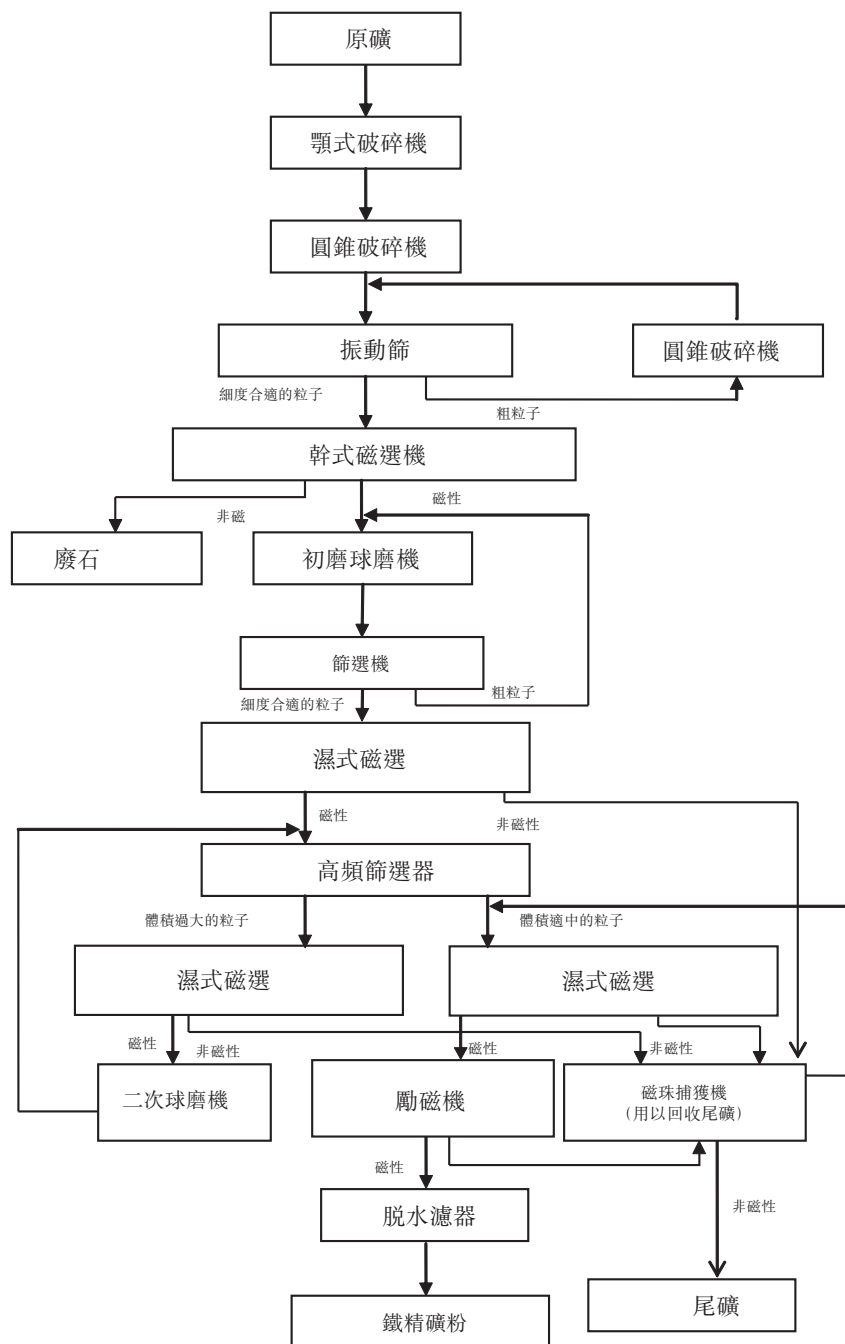 原礦
顎式破碎機
圓錐破碎機
振動篩
圓錐破碎機
細度合適的粒子
粗粒子
幹式磁選機
非磁
磁性
廢石
初磨球磨機
篩選機
粗粒子
細度合適的粒子
濕式磁選
磁性
非磁性
高頻篩選器
體積過大的粒子
體積適中的粒子
濕式磁選
濕式磁選
磁性
非磁性
磁性
非磁性
二次球磨機
勵磁機
磁珠捕獲機
(用以回收尾礦)
磁性
非磁性
脱水濾器
鐵精礦粉
尾礦